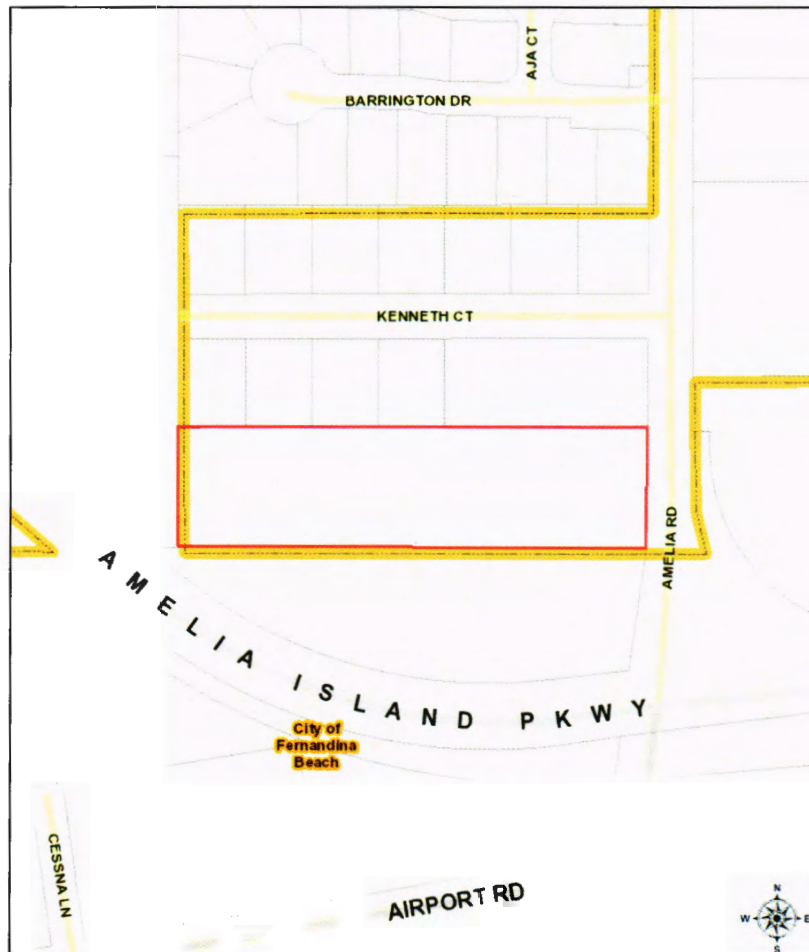 AJA CT
BARRINGTON DR
KENNETH CT
AMELIA RD
AMELIA ISLAND PKWY
City of
Fernandina
Beach
CESSNA LN
AIRPORT RD
N
W E
S